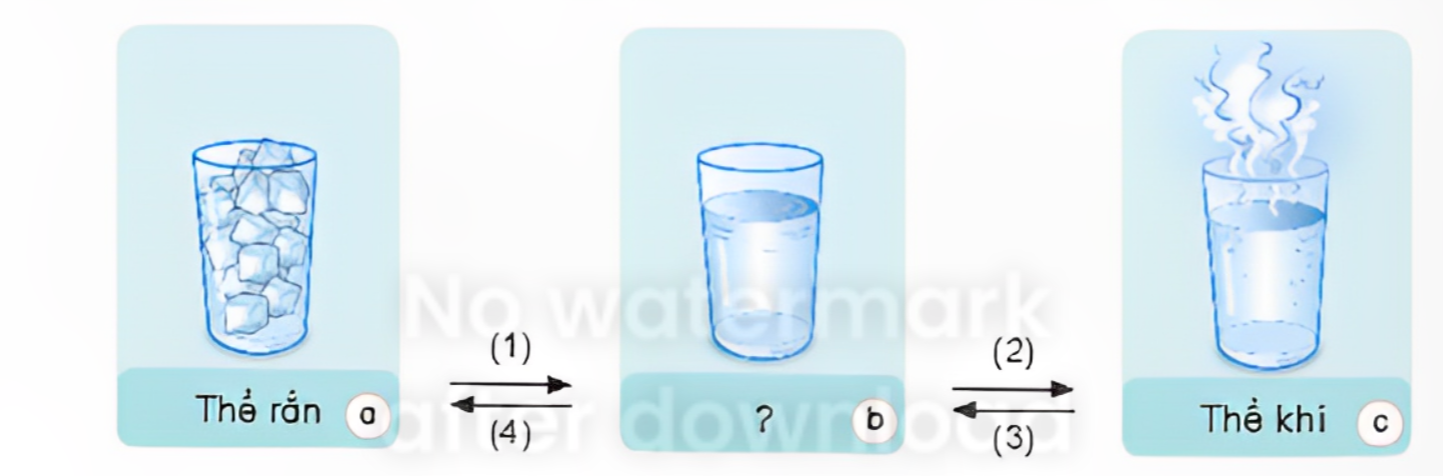 No watermark
after download
(1)
(4)
(2)
(3)
Thể rắn
a
?
b
Thể khí
c